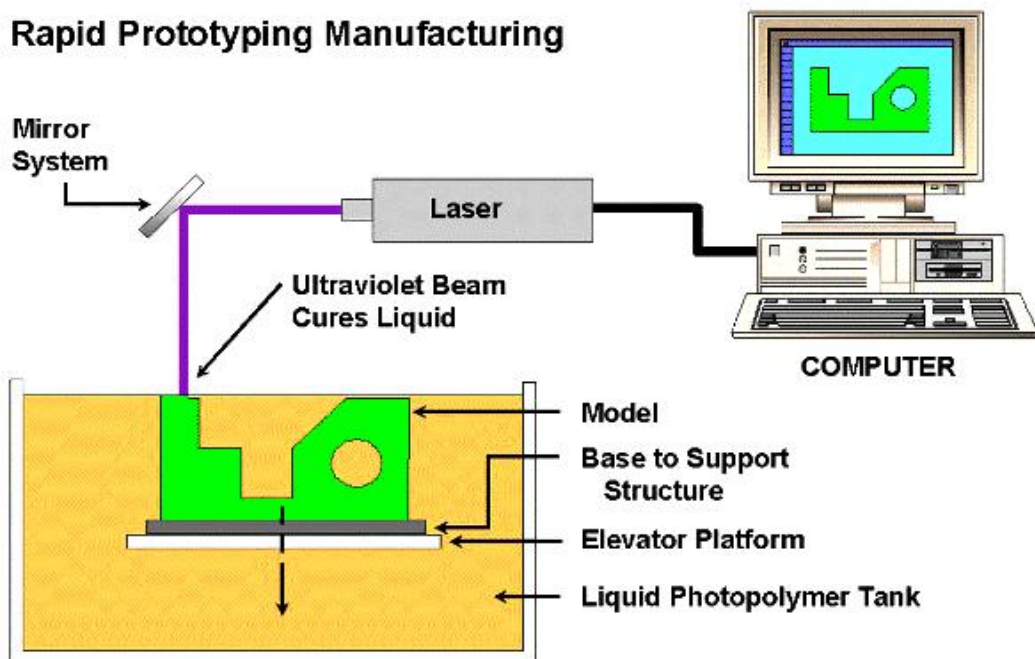 Rapid Prototyping Manufacturing
Mirror
System
Laser
Ultraviolet Beam
Cures Liquid
COMPUTER
Model
Base to Support
Structure
Elevator Platform
Liquid Photopolymer Tank